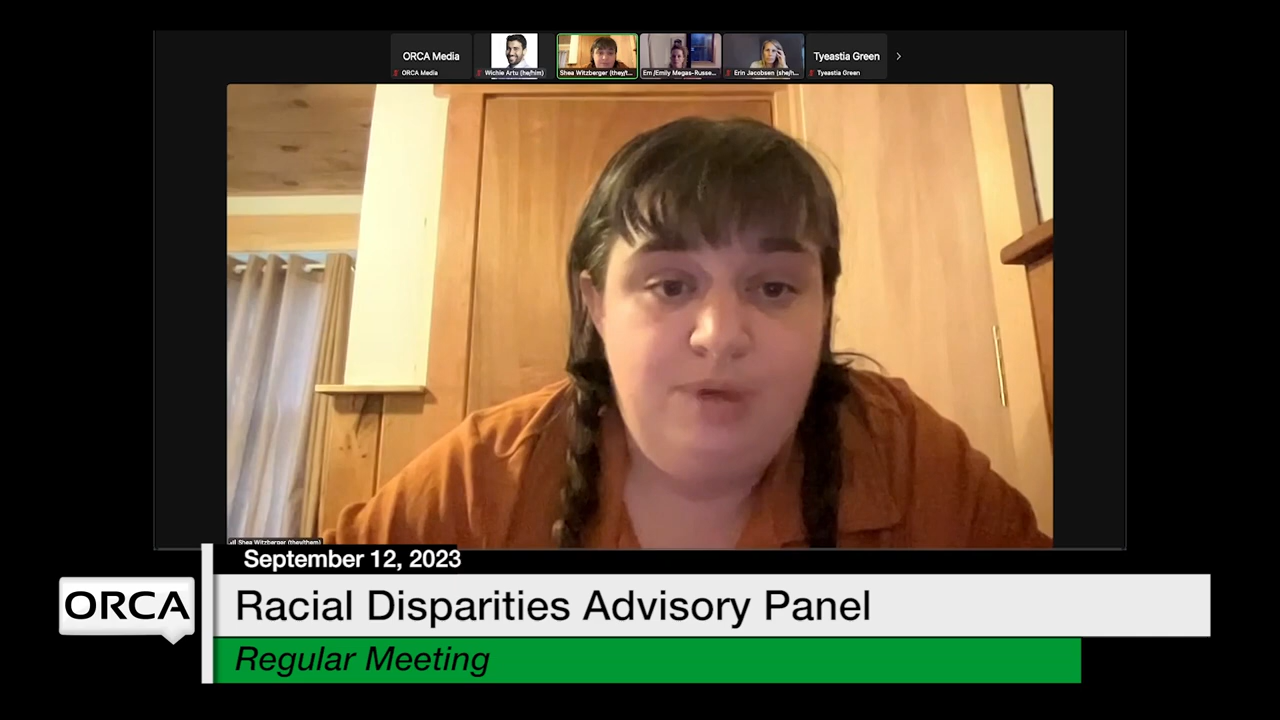 ORCA Media
Tyeastia Green
ORCA Media
Wichie Artu (he/him)
Shea Witzberger (they/t...
Em /Emily Megas-Russe...
Erin Jacobsen (she/h...
Tyeastia Green
Shea Witzberger (they/them)
September 12, 2023
ORCA
Racial Disparities Advisory Panel
Regular Meeting